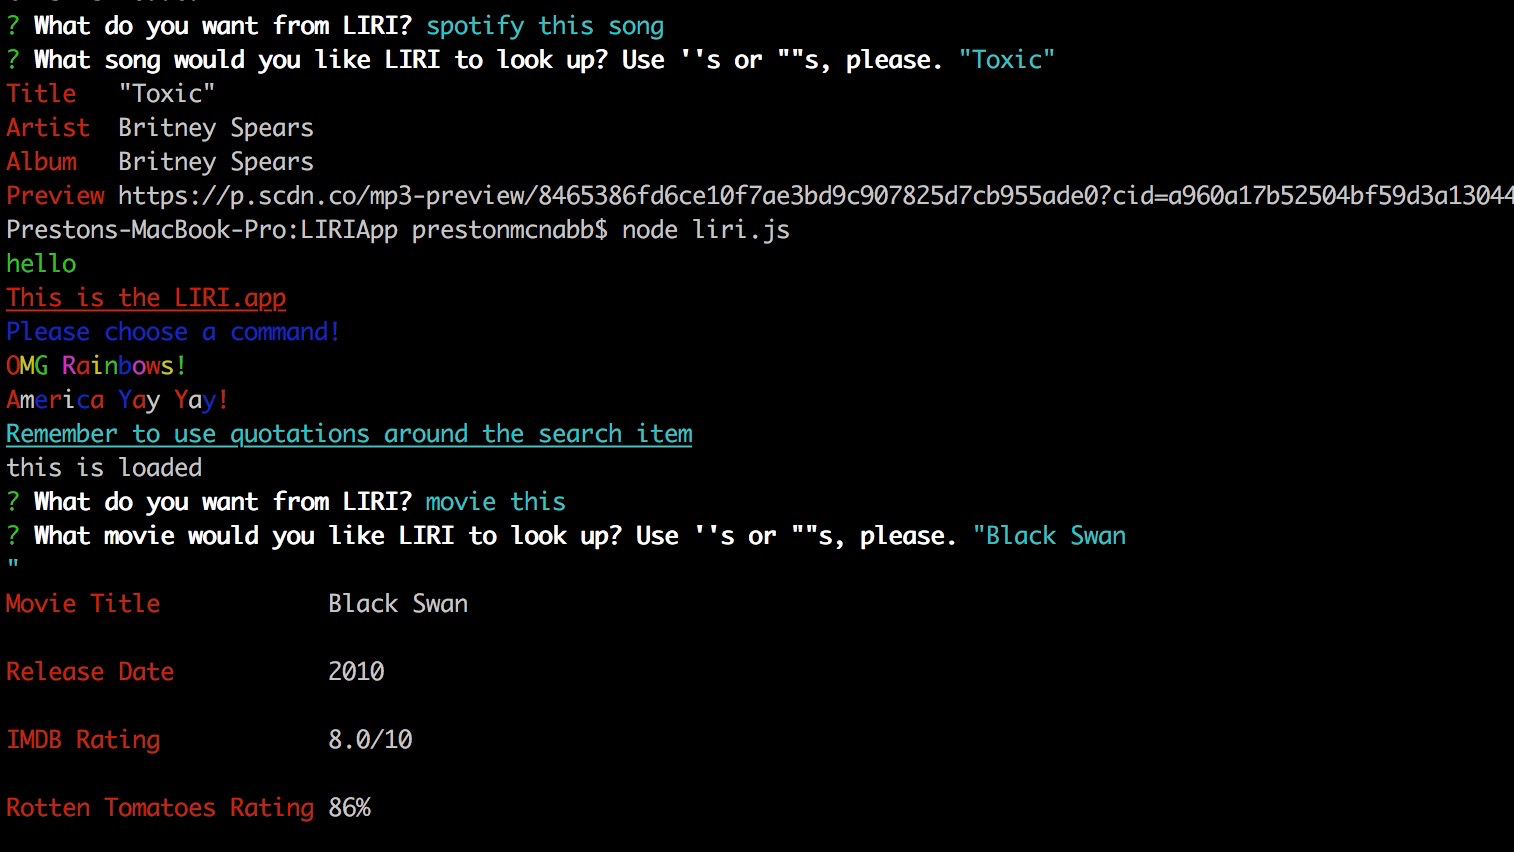 ? What do you want from LIRI? spotify this song
? What song would you like LIRI to look up? Use ''s or ""s, please. "Toxic"
Title "Toxic"
Artist Britney Spears
Album Britney Spears
Preview https://p.scdn.co/mp3-preview/8465386fd6ce10f7ae3bd9c907825d7cb955ade0?cid=a960a17b52504bf59d3a13044
Prestons-MacBook-Pro:LIRIApp prestonmcnabb$ node liri.js
hello
This is the LIRI.app
Please choose a command!
OMG Rainbows!
America Yay Yay!
Remember to use quotations around the search item
this is loaded
? What do you want from LIRI? movie this
? What movie would you like LIRI to look up? Use ''s or ""s, please. "Black Swan
"
Movie Title Black Swan
Release Date 2010
IMDB Rating 8.0/10
Rotten Tomatoes Rating 86%